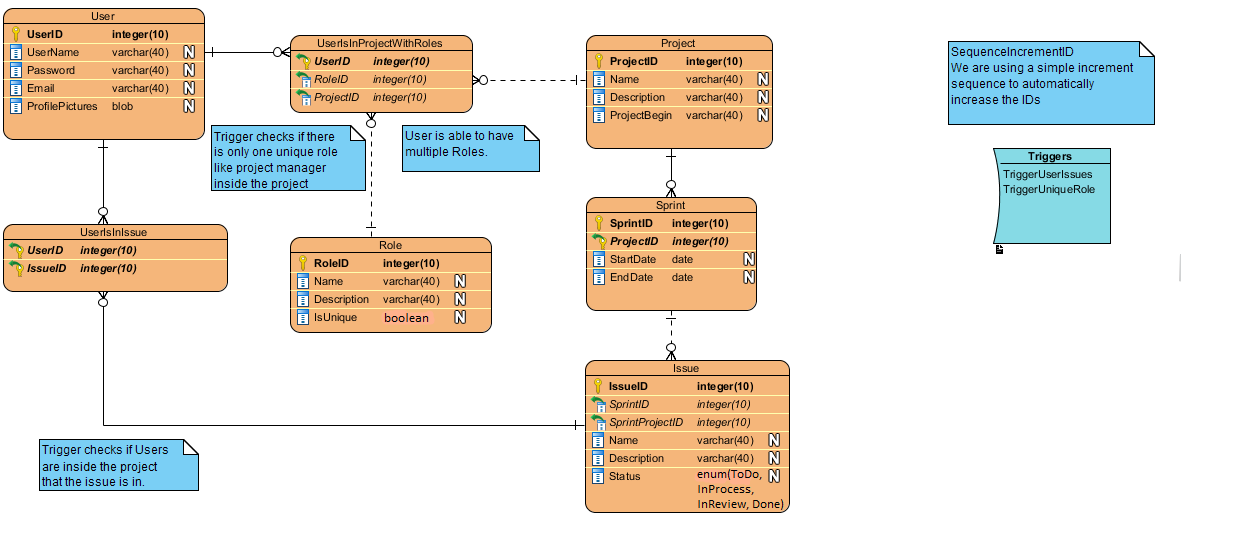 User
UserID integer(10)
UserName varchar(40) N
Password varchar(40) N
Email varchar(40) N
ProfilePictures blob N
UserIsInProjectWithRoles
UserID integer(10)
RoleID integer(10)
ProjectID integer(10)
Project
ProjectID integer(10)
Name varchar(40) N
Description varchar(40) N
ProjectBegin varchar(40) N
SequenceIncrementID
We are using a simple increment
sequence to automatically
increase the IDs
Trigger checks if there
is only one unique role
like project manager
inside the project
User is able to have
multiple Roles.
Triggers
TriggerUserIssues
TriggerUniqueRole
UserIsInIssue
UserID integer(10)
IssueID integer(10)
Role
RoleID integer(10)
Name varchar(40) N
Description varchar(40) N
IsUnique boolean N
Sprint
SprintID integer(10)
ProjectID integer(10)
StartDate date N
EndDate date N
Issue
IssueID integer(10)
SprintID integer(10)
SprintProjectID integer(10)
Name varchar(40) N
Description varchar(40) N
Status enum(ToDo, N
InProcess,
InReview, Done)
Trigger checks if Users
are inside the project
that the issue is in.